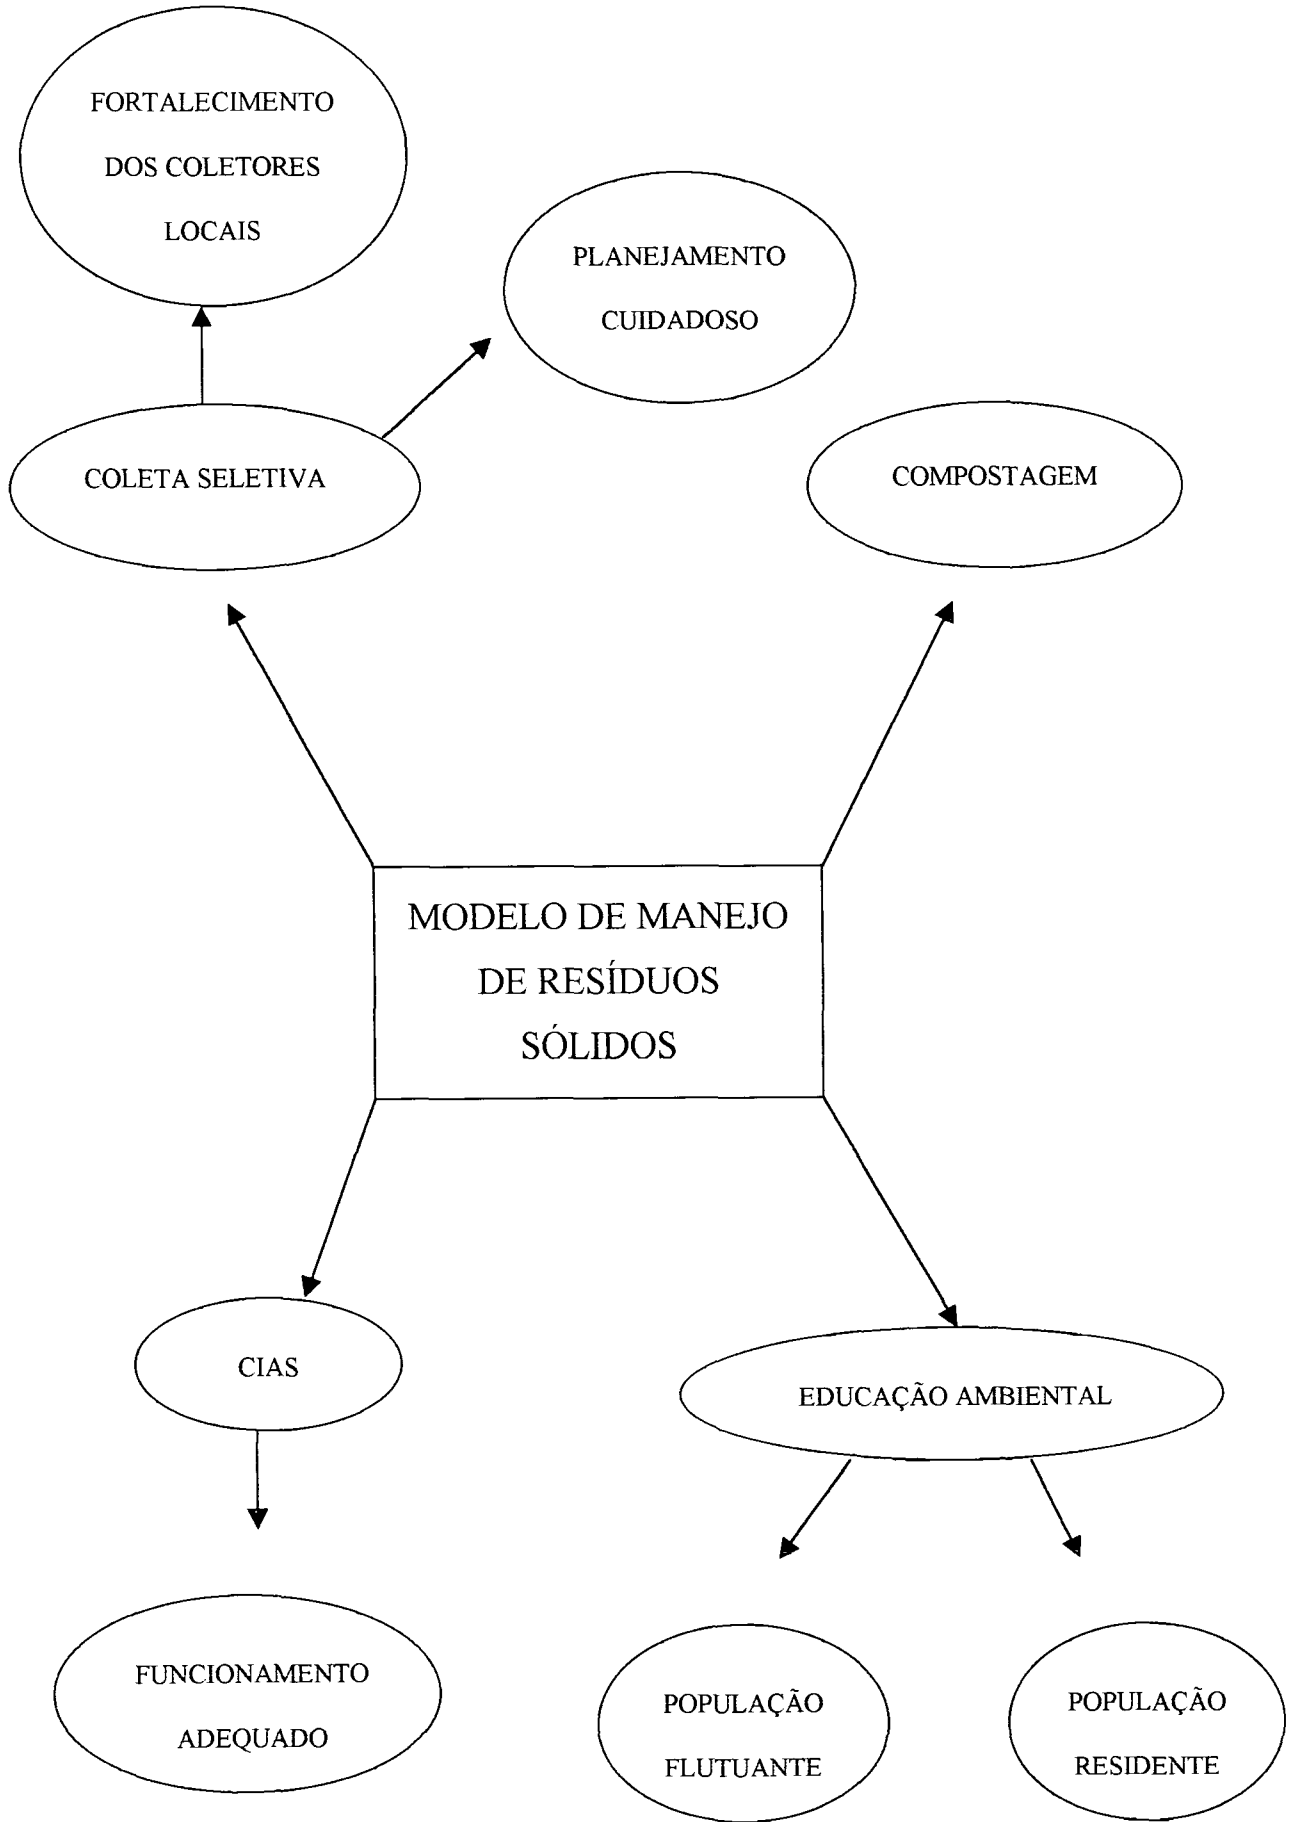 FORTALECIMENTO
DOS COLETORES
LOCAIS
PLANEJAMENTO
CUIDADOSO
COLETA SELETIVA
COMPOSTAGEM
MODELO DE MANEJO
DE RESÍDUOS
SÓLIDOS
CIAS
EDUCAÇÃO AMBIENTAL
FUNCIONAMENTO
ADEQUADO
POPULAÇÃO
FLUTUANTE
POPULAÇÃO
RESIDENTE